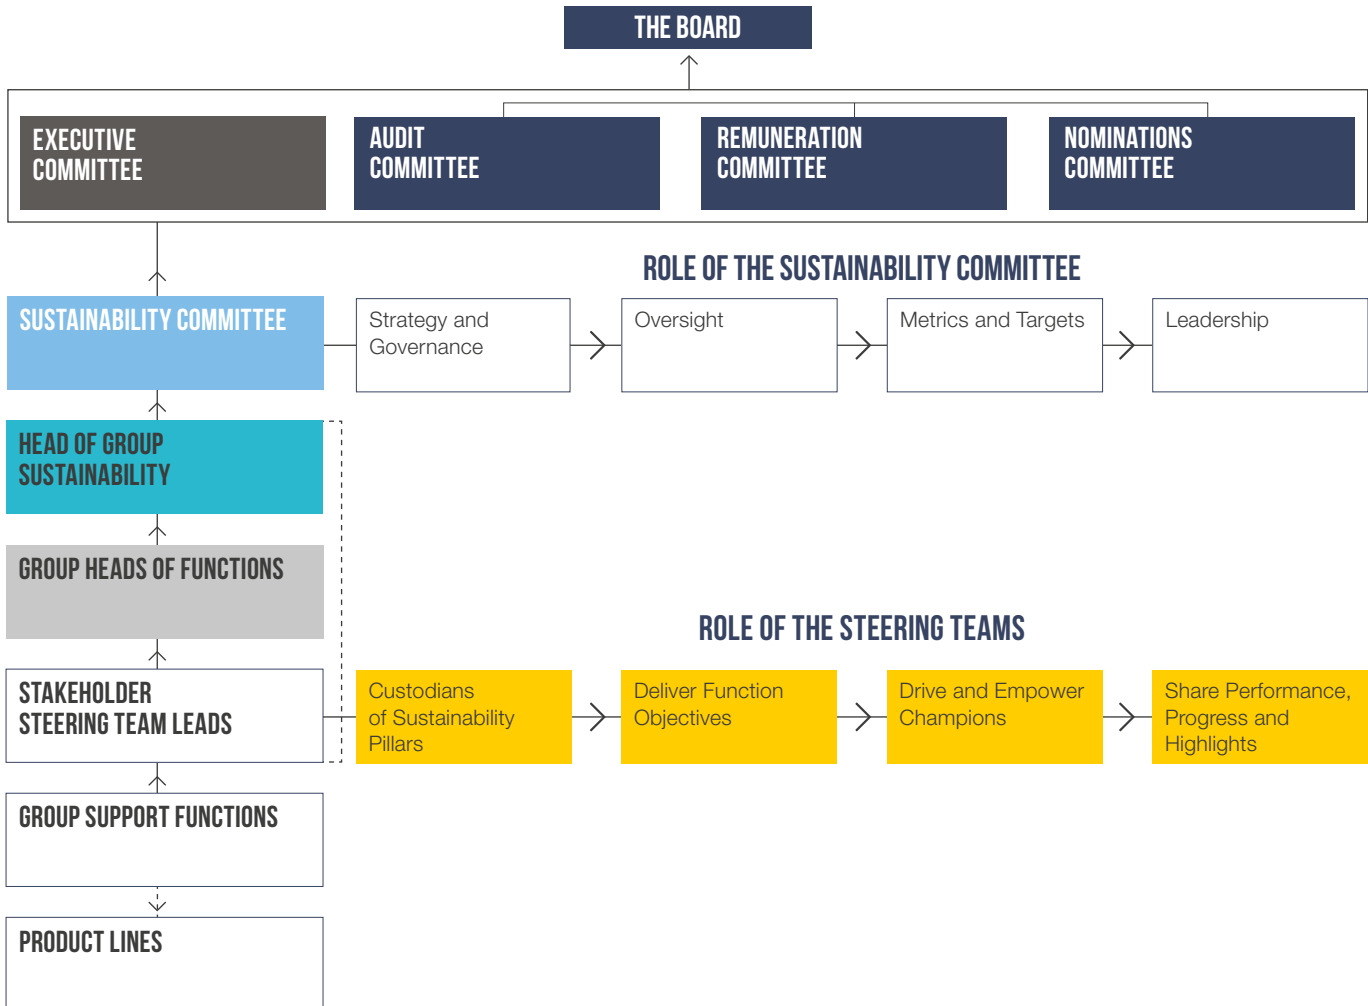 THE BOARD
EXECUTIVE
COMMITTEE
AUDIT
COMMITTEE
REMUNERATION
COMMITTEE
NOMINATIONS
COMMITTEE
ROLE OF THE SUSTAINABILITY COMMITTEE
SUSTAINABILITY COMMITTEE
Strategy and
Governance
Oversight
Metrics and Targets
Leadership
HEAD OF GROUP
SUSTAINABILITY
GROUP HEADS OF FUNCTIONS
ROLE OF THE STEERING TEAMS
STAKEHOLDER
STEERING TEAM LEADS
Custodians
of Sustainability
Pillars
Deliver Function
Objectives
Drive and Empower
Champions
Share Performance,
Progress and
Highlights
GROUP SUPPORT FUNCTIONS
PRODUCT LINES